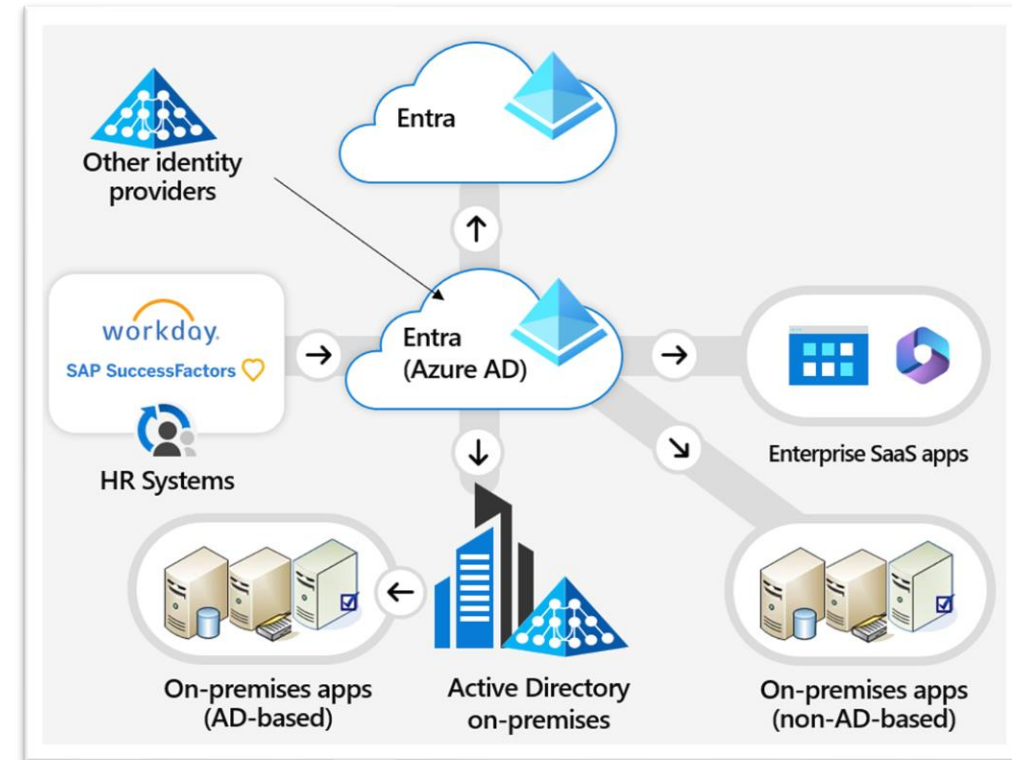 Entra
Other identity
providers
workday.
SAP SuccessFactors
HR Systems
Entra
(Azure AD)
Enterprise SaaS apps
On-premises apps
(AD-based)
Active Directory
on-premises
On-premises apps
(non-AD-based)